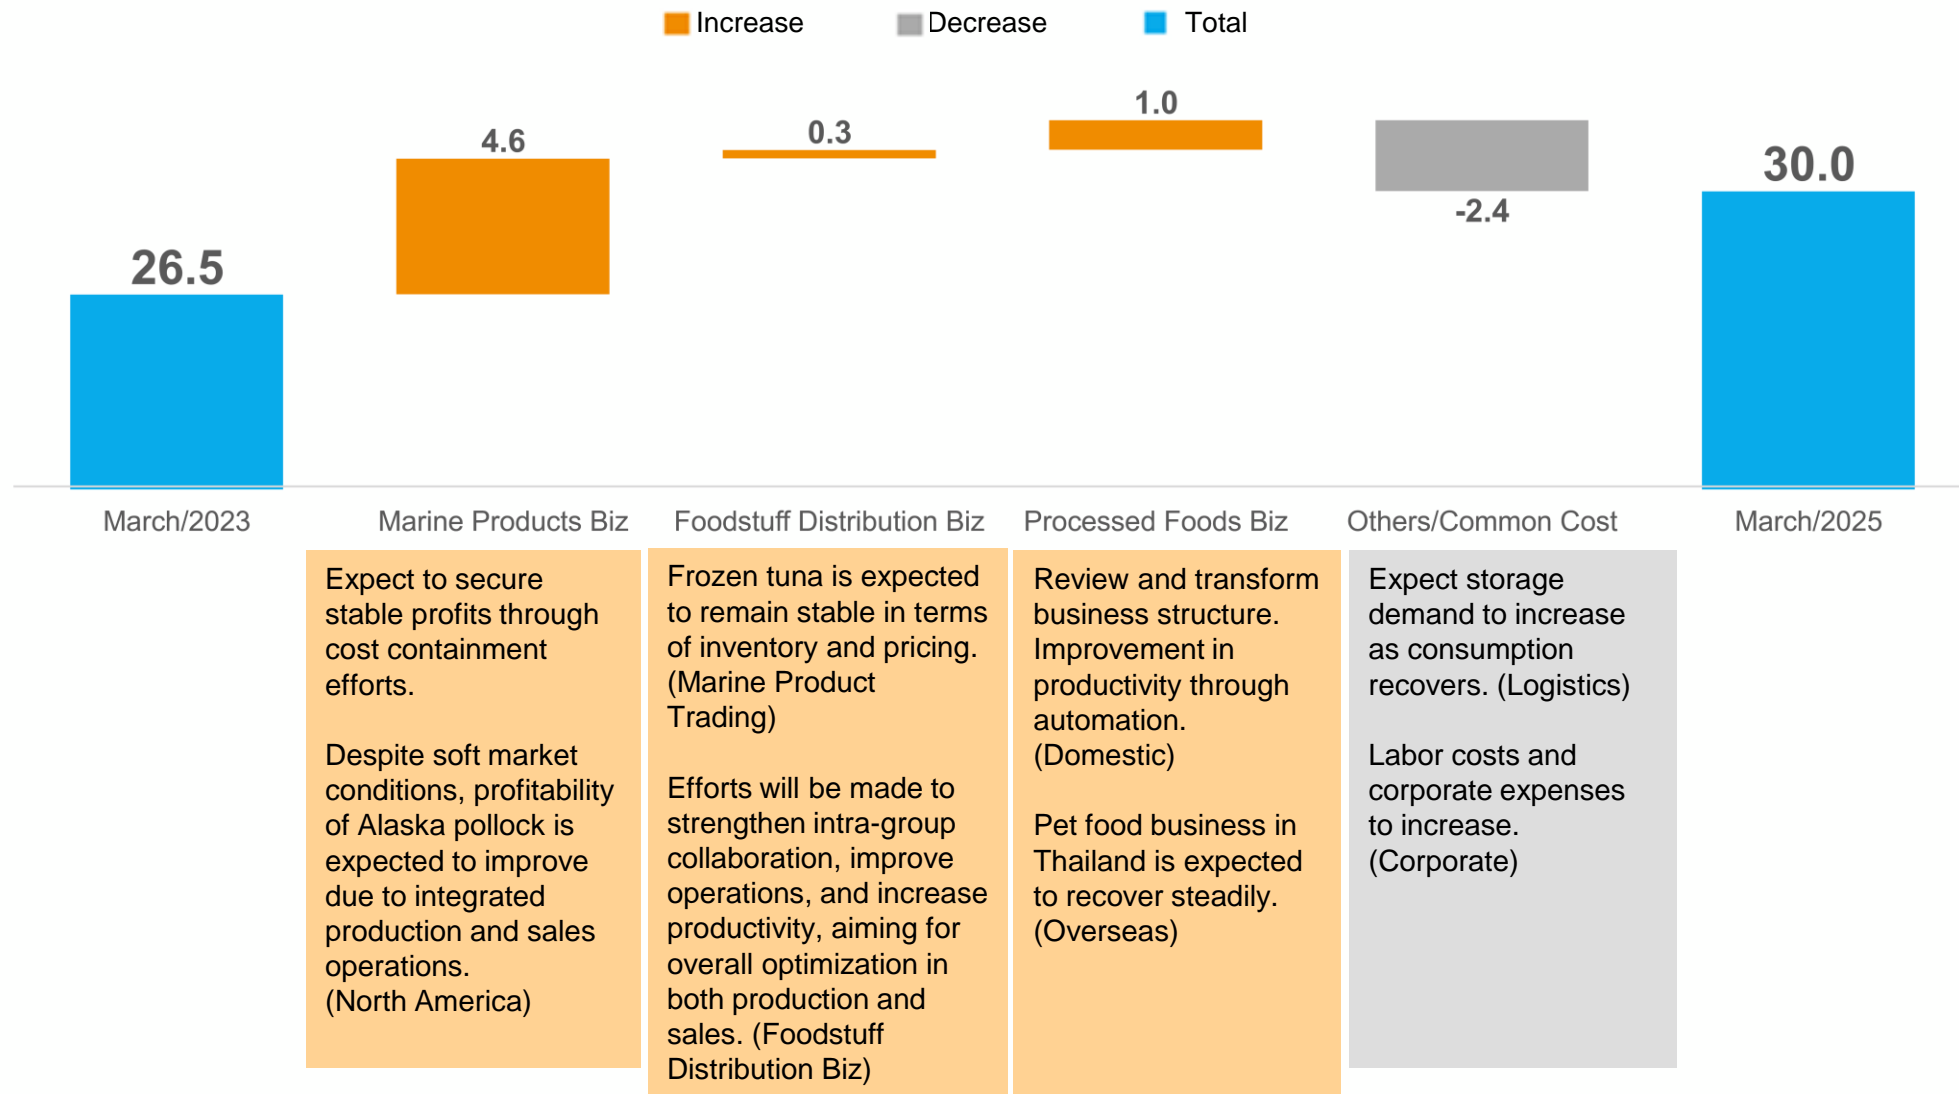 Increase
Decrease
Total
26.5
4.6
0.3
1.0
-2.4
30.0
March/2023
Marine Products Biz
Foodstuff Distribution Biz
Processed Foods Biz
Others/Common Cost
March/2025
Expect to secure
stable profits through
cost containment
efforts.
Despite soft market
conditions, profitability
of Alaska pollock is
expected to improve
due to integrated
production and sales
operations.
(North America)
Frozen tuna is expected
to remain stable in terms
of inventory and pricing.
(Marine Product
Trading)
Efforts will be made to
strengthen intra-group
collaboration, improve
operations, and increase
productivity, aiming for
overall optimization in
both production and
sales. (Foodstuff
Distribution Biz)
Review and transform
business structure.
Improvement in
productivity through
automation.
(Domestic)
Pet food business in
Thailand is expected
to recover steadily.
(Overseas)
Expect storage
demand to increase
as consumption
recovers. (Logistics)
Labor costs and
corporate expenses
to increase.
(Corporate)